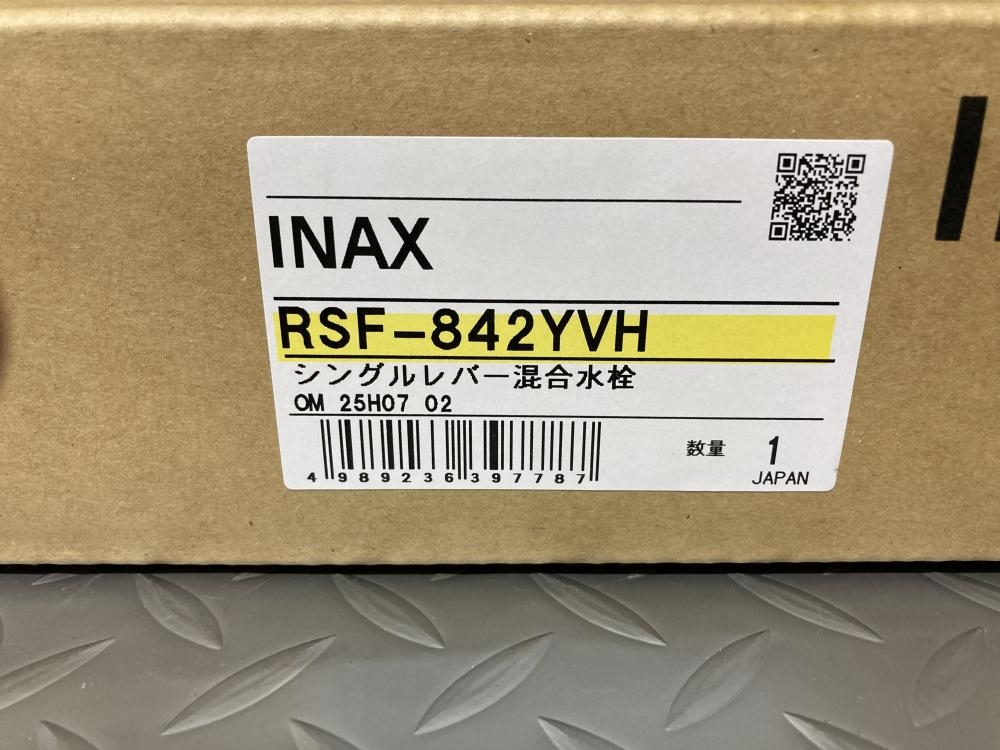 INAX
RSF-842YVH
シングルレバー混合水栓
OM 25H07 02
4 989236 397787
数量 1
JAPAN